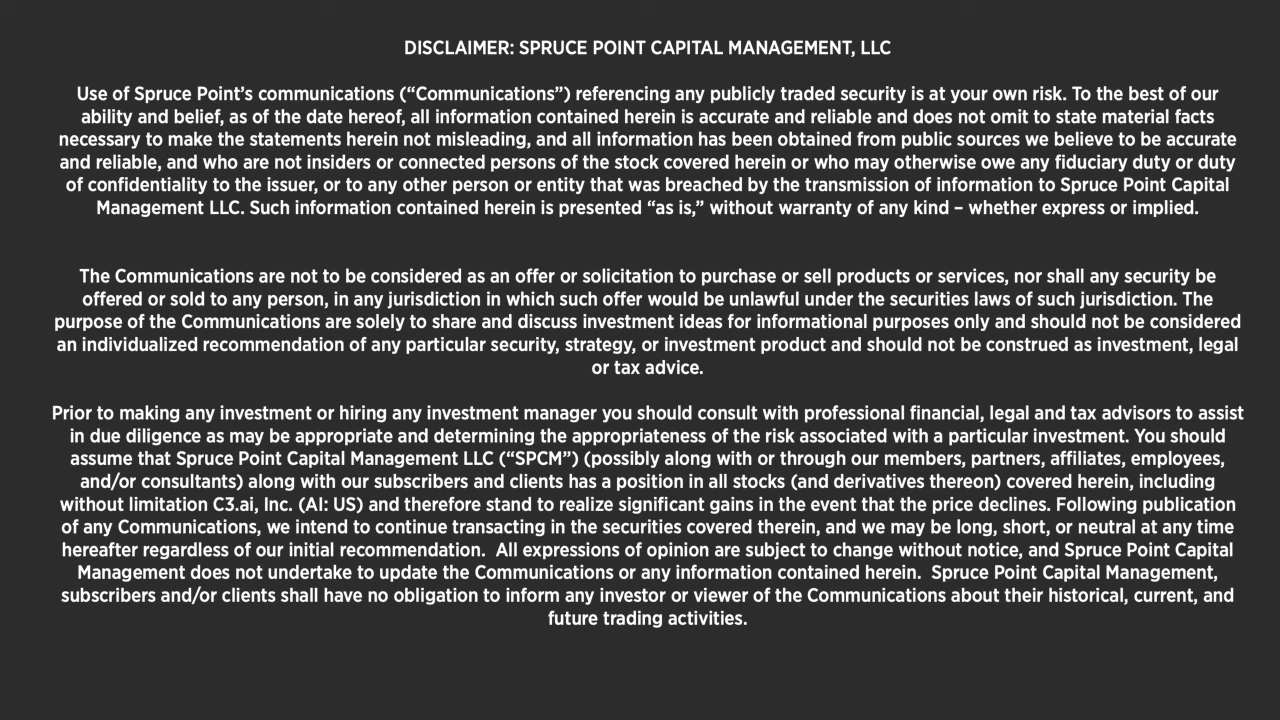 DISCLAIMER: SPRUCE POINT CAPITAL MANAGEMENT, LLC
Use of Spruce Point’s communications (“Communications”) referencing any publicly traded security is at your own risk. To the best of our
ability and belief, as of the date hereof, all information contained herein is accurate and reliable and does not omit to state material facts
necessary to make the statements herein not misleading, and all information has been obtained from public sources we believe to be accurate
and reliable, and who are not insiders or connected persons of the stock covered herein or who may otherwise owe any fiduciary duty or duty
of confidentiality to the issuer, or to any other person or entity that was breached by the transmission of information to Spruce Point Capital
Management LLC. Such information contained herein is presented “as is,” without warranty of any kind – whether express or implied.
The Communications are not to be considered as an offer or solicitation to purchase or sell products or services, nor shall any security be
offered or sold to any person, in any jurisdiction in which such offer would be unlawful under the securities laws of such jurisdiction. The
purpose of the Communications are solely to share and discuss investment ideas for informational purposes only and should not be considered
an individualized recommendation of any particular security, strategy, or investment product and should not be construed as investment, legal
or tax advice.
Prior to making any investment or hiring any investment manager you should consult with professional financial, legal and tax advisors to assist
in due diligence as may be appropriate and determining the appropriateness of the risk associated with a particular investment. You should
assume that Spruce Point Capital Management LLC (“SPCM”) (possibly along with or through our members, partners, affiliates, employees,
and/or consultants) along with our subscribers and clients has a position in all stocks (and derivatives thereon) covered herein, including
without limitation C3.ai, Inc. (AI: US) and therefore stand to realize significant gains in the event that the price declines. Following publication
of any Communications, we intend to continue transacting in the securities covered therein, and we may be long, short, or neutral at any time
hereafter regardless of our initial recommendation.  All expressions of opinion are subject to change without notice, and Spruce Point Capital
Management does not undertake to update the Communications or any information contained herein.  Spruce Point Capital Management,
subscribers and/or clients shall have no obligation to inform any investor or viewer of the Communications about their historical, current, and
future trading activities.